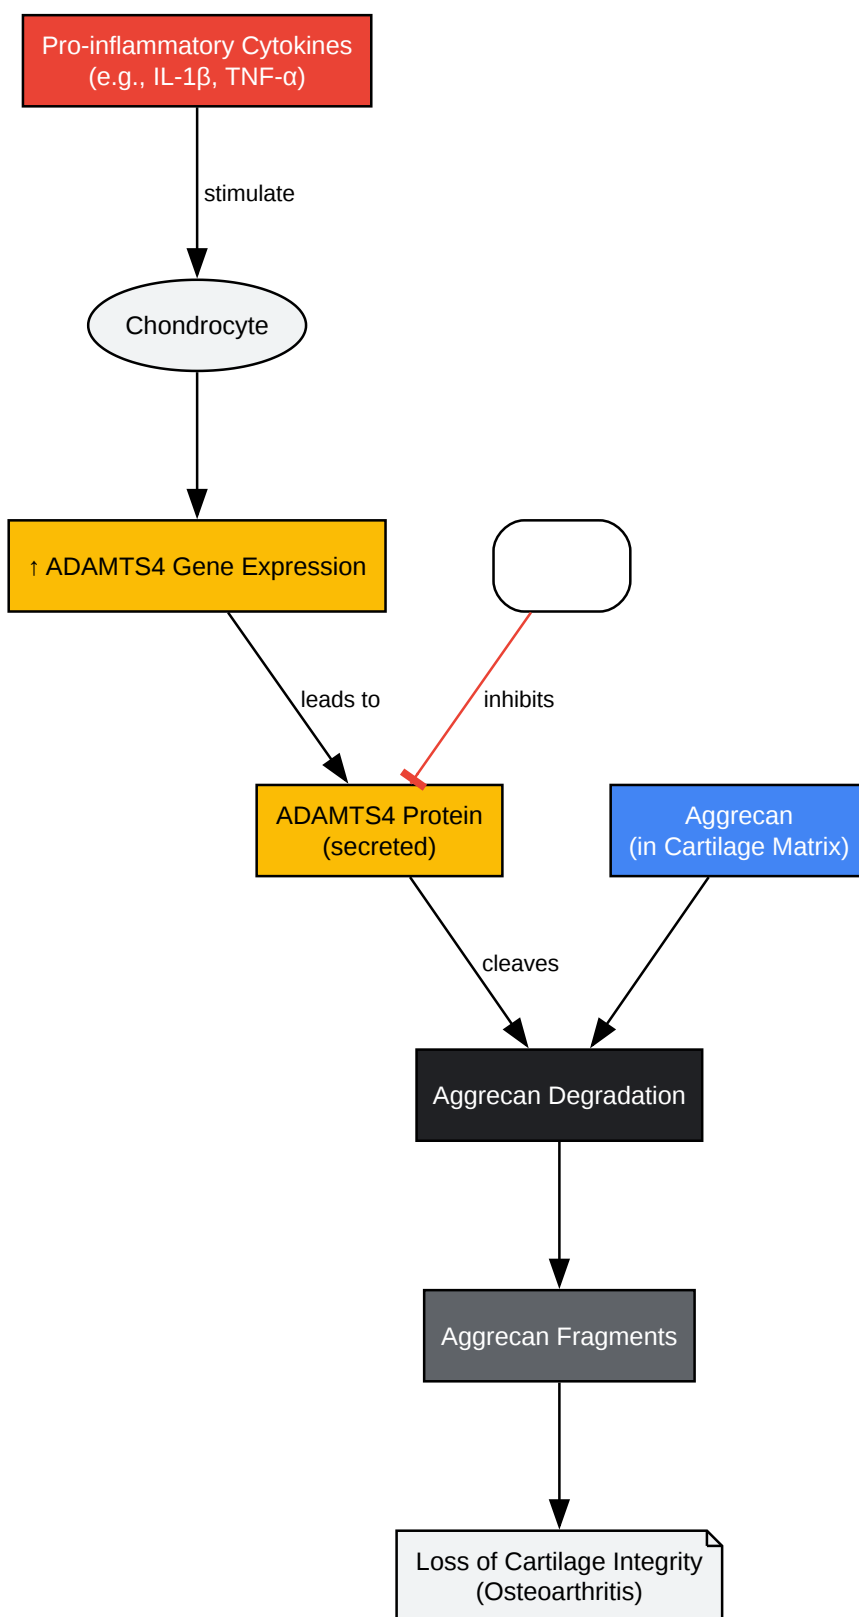 Pro-inflammatory Cytokines
(e.g., IL-1β, TNF-α)
stimulate
Chondrocyte
↑ ADAMTS4 Gene Expression
leads to
inhibits
ADAMTS4 Protein
(secreted)
Aggrecan
(in Cartilage Matrix)
cleaves
Aggrecan Degradation
Aggrecan Fragments
Loss of Cartilage Integrity
(Osteoarthritis)